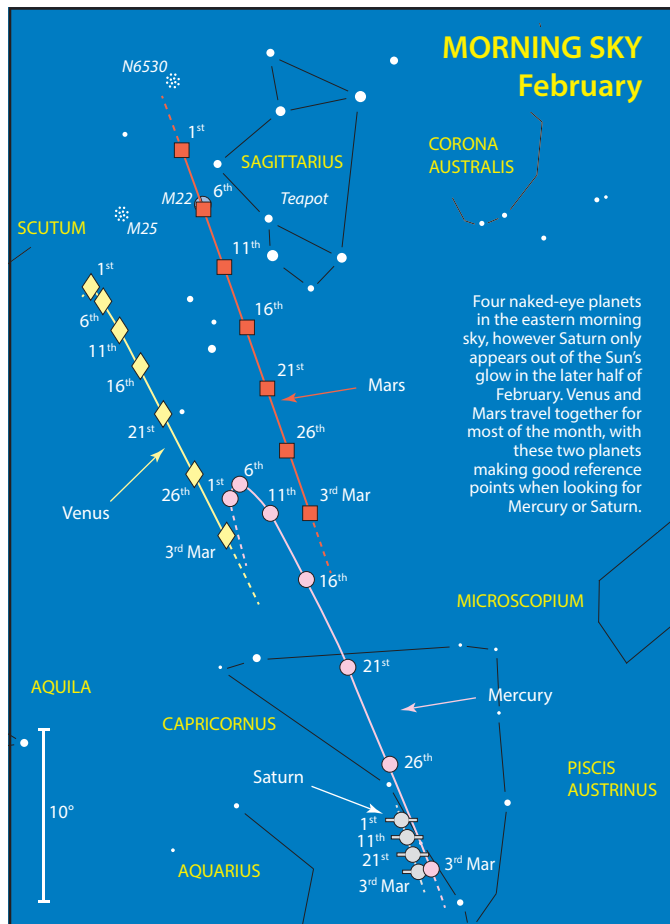 MORNING SKY
February
N6530
1st
SAGITTARIUS
CORONA
AUSTRALIS
M22
6th
Teapot
M25
SCUTUM
11th
1st
6th
11th
16th
21st
26th
3rd Mar
16th
21st
Mars
26th
3rd Mar
Four naked-eye planets
in the eastern morning
sky, however Saturn only
appears out of the Sun's
glow in the later half of
February. Venus and
Mars travel together for
most of the month, with
these two planets
making good reference
points when looking for
Mercury or Saturn.
Venus
1st
6th
11th
16th
21st
26th
3rd Mar
Mercury
MICROSCOPIUM
AQUILA
CAPRICORNUS
PISCIS
AUSTRINUS
Saturn
1st
11th
21st
3rd Mar
10°
AQUARIUS